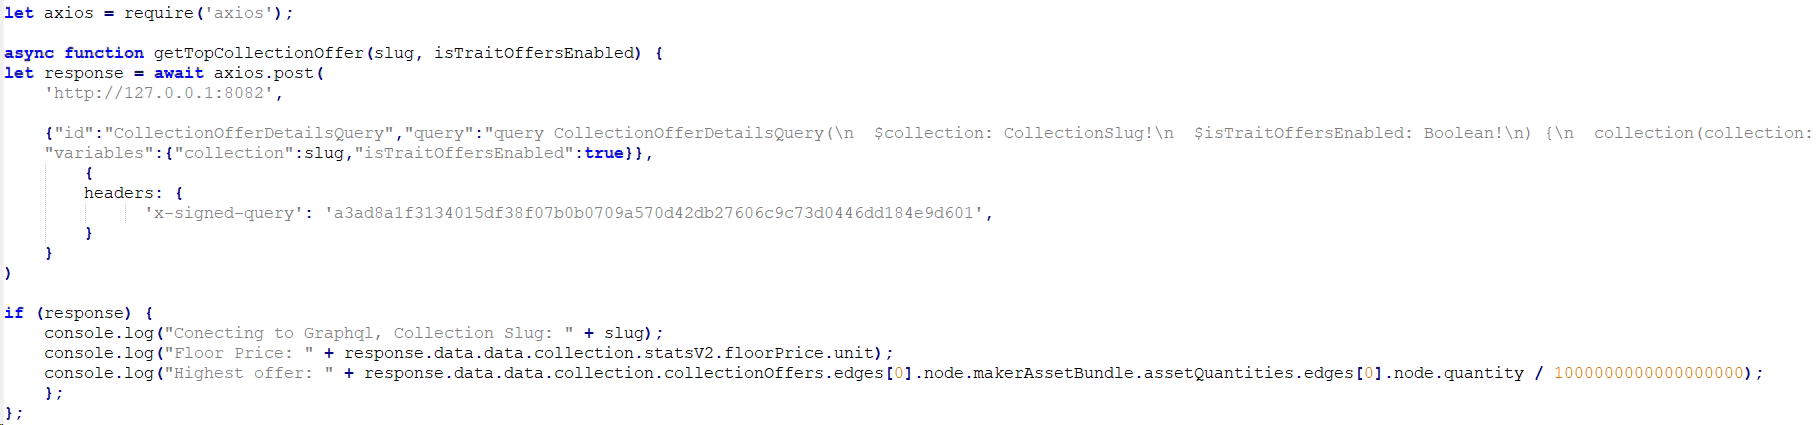 let axios = require('axios');
async function getTopCollectionOffer(slug, isTraitOffersEnabled) {
let response = await axios.post(
'http://127.0.0.1:8082',
{"id":"CollectionOfferDetailsQuery","query":"query CollectionOfferDetailsQuery(\n  $collection: CollectionSlug!\n  $isTraitOffersEnabled: Boolean!\n) {\n  collection(collection:
"variables":{"collection":slug,"isTraitOffersEnabled":true}},
{
headers: {
'x-signed-query': 'a3ad8a1f3134015df38f07b0b0709a570d42db27606c9c73d0446dd184e9d601',
}
}
)
if (response) {
console.log("Conecting to Graphql, Collection Slug: " + slug);
console.log("Floor Price: " + response.data.data.collection.statsV2.floorPrice.unit);
console.log("Highest offer: " + response.data.data.collection.collectionOffers.edges[0].node.makerAssetBundle.assetQuantities.edges[0].node.quantity / 1000000000000000000);
};
};